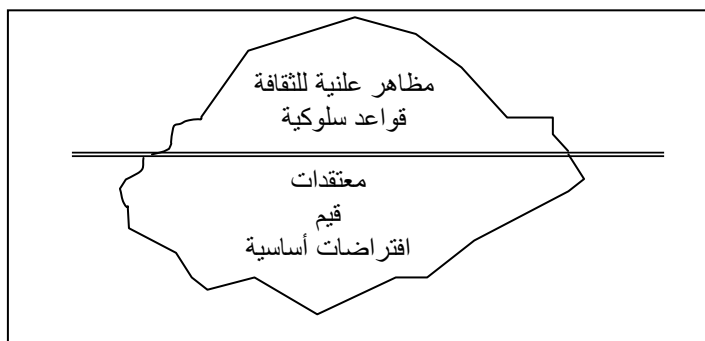 مظاهر علنية للثقافة
قواعد سلوكية
معتقدات
قيم
افتراضات أساسية